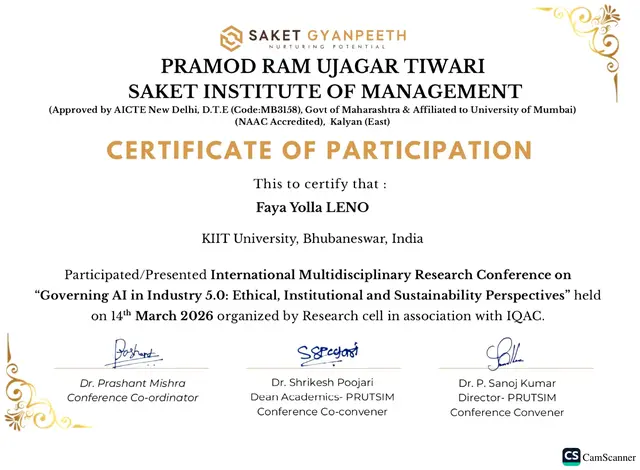 SAKET GYANPEETH
NURTURING POTENTIAL
PRAMOD RAM UJAGAR TIWARI
SAKET INSTITUTE OF MANAGEMENT
(Approved by AICTE New Delhi, D.T.E (Code:MB3158), Govt of Maharashtra & Affiliated to University of Mumbai)
(NAAC Accredited), Kalyan (East)
CERTIFICATE OF PARTICIPATION
This to certify that :
Faya Yolla LENO
KIIT University, Bhubaneswar, India
Participated/Presented International Multidisciplinary Research Conference on
“Governing AI in Industry 5.0: Ethical, Institutional and Sustainability Perspectives” held
on 14th March 2026 organized by Research cell in association with IQAC.
Prashant
Dr. Prashant Mishra
Conference Co-ordinator
SSPoojari
Dr. Shrikesh Poojari
Dean Academics- PRUTSIM
Conference Co-convener
Dr. P. Sanoj Kumar
Director- PRUTSIM
Conference Convener
CS CamScanner